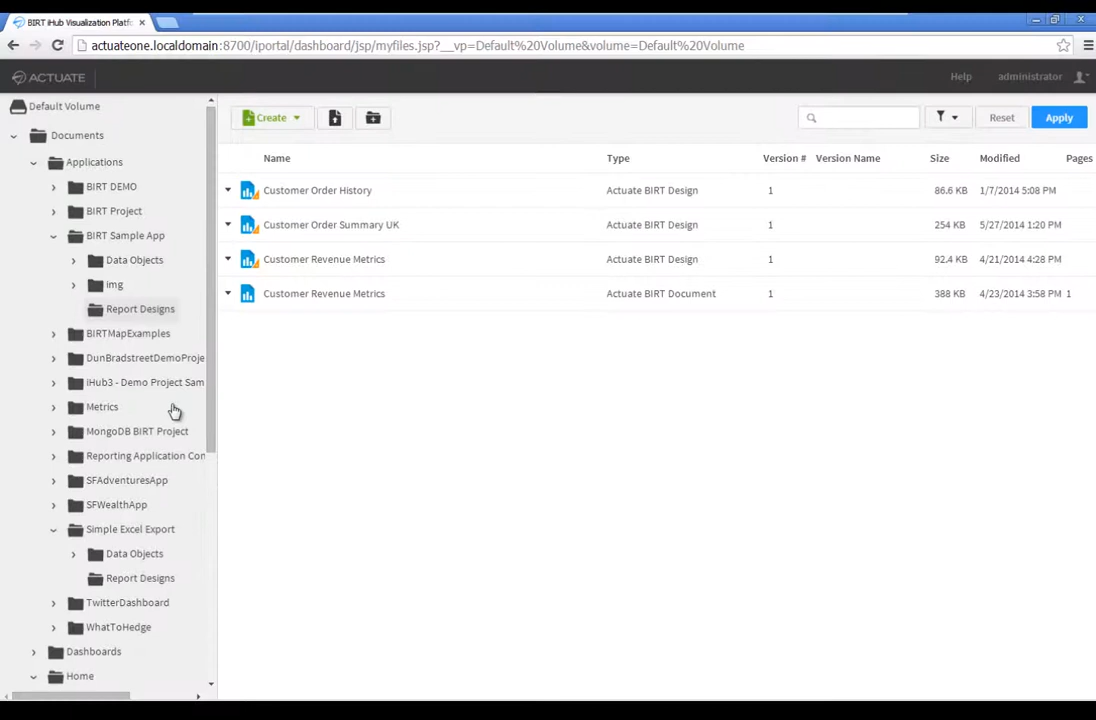 BIRT iHub Visualization Platf
actuateone.localdomain:8700/iportal/dashboard/jsp/myfiles.jsp?__vp=Default%20Volume&volume=Default%20Volume
ACTUATE
Help
administrator
Default Volume
Documents
Applications
BIRT DEMO
BIRT Project
BIRT Sample App
Data Objects
img
Report Designs
BIRTMapExamples
DunBradstreetDemoProje
iHub3 - Demo Project Sam
Metrics
MongoDB BIRT Project
Reporting Application Con
SFAdventuresApp
SFWealthApp
Simple Excel Export
Data Objects
Report Designs
TwitterDashboard
WhatToHedge
Dashboards
Home
Create
Reset
Apply
Name Type Version # Version Name Size Modified Pages
Customer Order History Actuate BIRT Design 1 86.6 KB 1/7/2014 5:08 PM
Customer Order Summary UK Actuate BIRT Design 1 254 KB 5/27/2014 1:20 PM
Customer Revenue Metrics Actuate BIRT Design 1 92.4 KB 4/21/2014 4:28 PM
Customer Revenue Metrics Actuate BIRT Document 1 388 KB 4/23/2014 3:58 PM 1